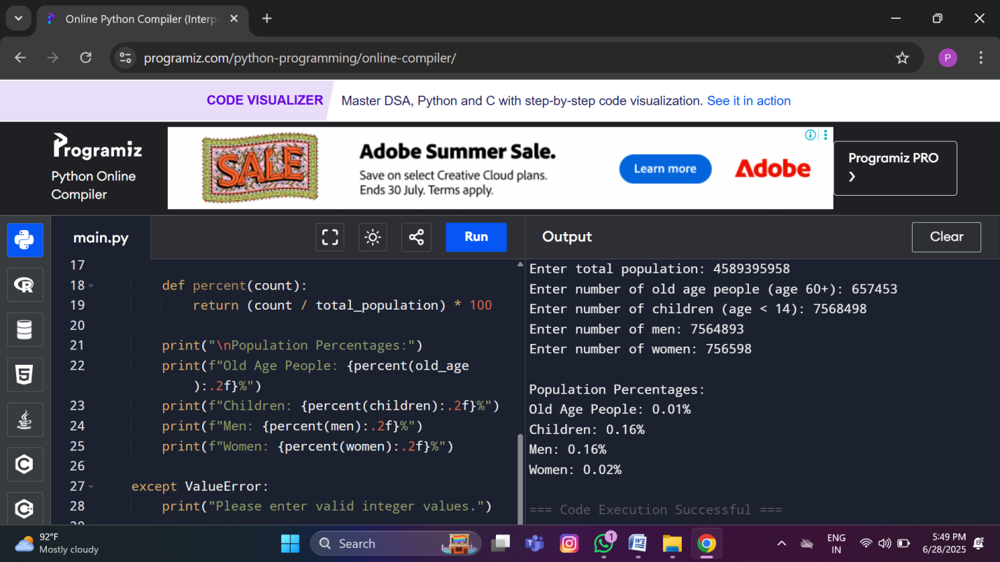 Online Python Compiler (Interp
programiz.com/python-programming/online-compiler/
P
CODE VISUALIZER
Master DSA, Python and C with step-by-step code visualization. See it in action
Programiz
Python Online
Compiler
SALE
Adobe Summer Sale.
Save on select Creative Cloud plans.
Ends 30 July. Terms apply.
Learn more
Adobe
Programiz PRO
main.py
Run
Output
Clear
17
18 def percent(count):
19 return (count / total_population) * 100
20
21 print("\nPopulation Percentages:")
22 print(f"Old Age People: {percent(old_age
):.2f}%")
23 print(f"Children: {percent(children):.2f}%")
24 print(f"Men: {percent(men):.2f}%")
25 print(f"Women: {percent(women):.2f}%")
26
27 except ValueError:
28 print("Please enter valid integer values.")
Enter total population: 4589395958
Enter number of old age people (age 60+): 657453
Enter number of children (age < 14): 7568498
Enter number of men: 7564893
Enter number of women: 756598
Population Percentages:
Old Age People: 0.01%
Children: 0.16%
Men: 0.16%
Women: 0.02%
=== Code Execution Successful ===
92°F
Mostly cloudy
Search
1
ENG
IN
5:49 PM
6/28/2025